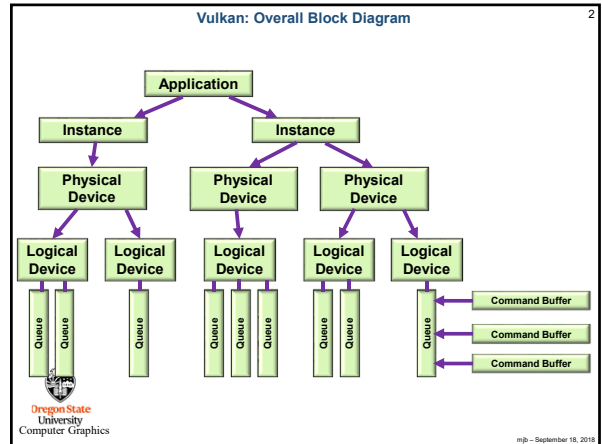 Vulkan: Overall Block Diagram
2
Application
Instance
Instance
Physical
Device
Physical
Device
Physical
Device
Logical
Device
Logical
Device
Logical
Device
Logical
Device
Logical
Device
Queue
Queue
Queue
Queue
Queue
Queue
Queue
Queue
Queue
Command Buffer
Command Buffer
Command Buffer
Oregon State
University
Computer Graphics
mjb – September 18, 2018